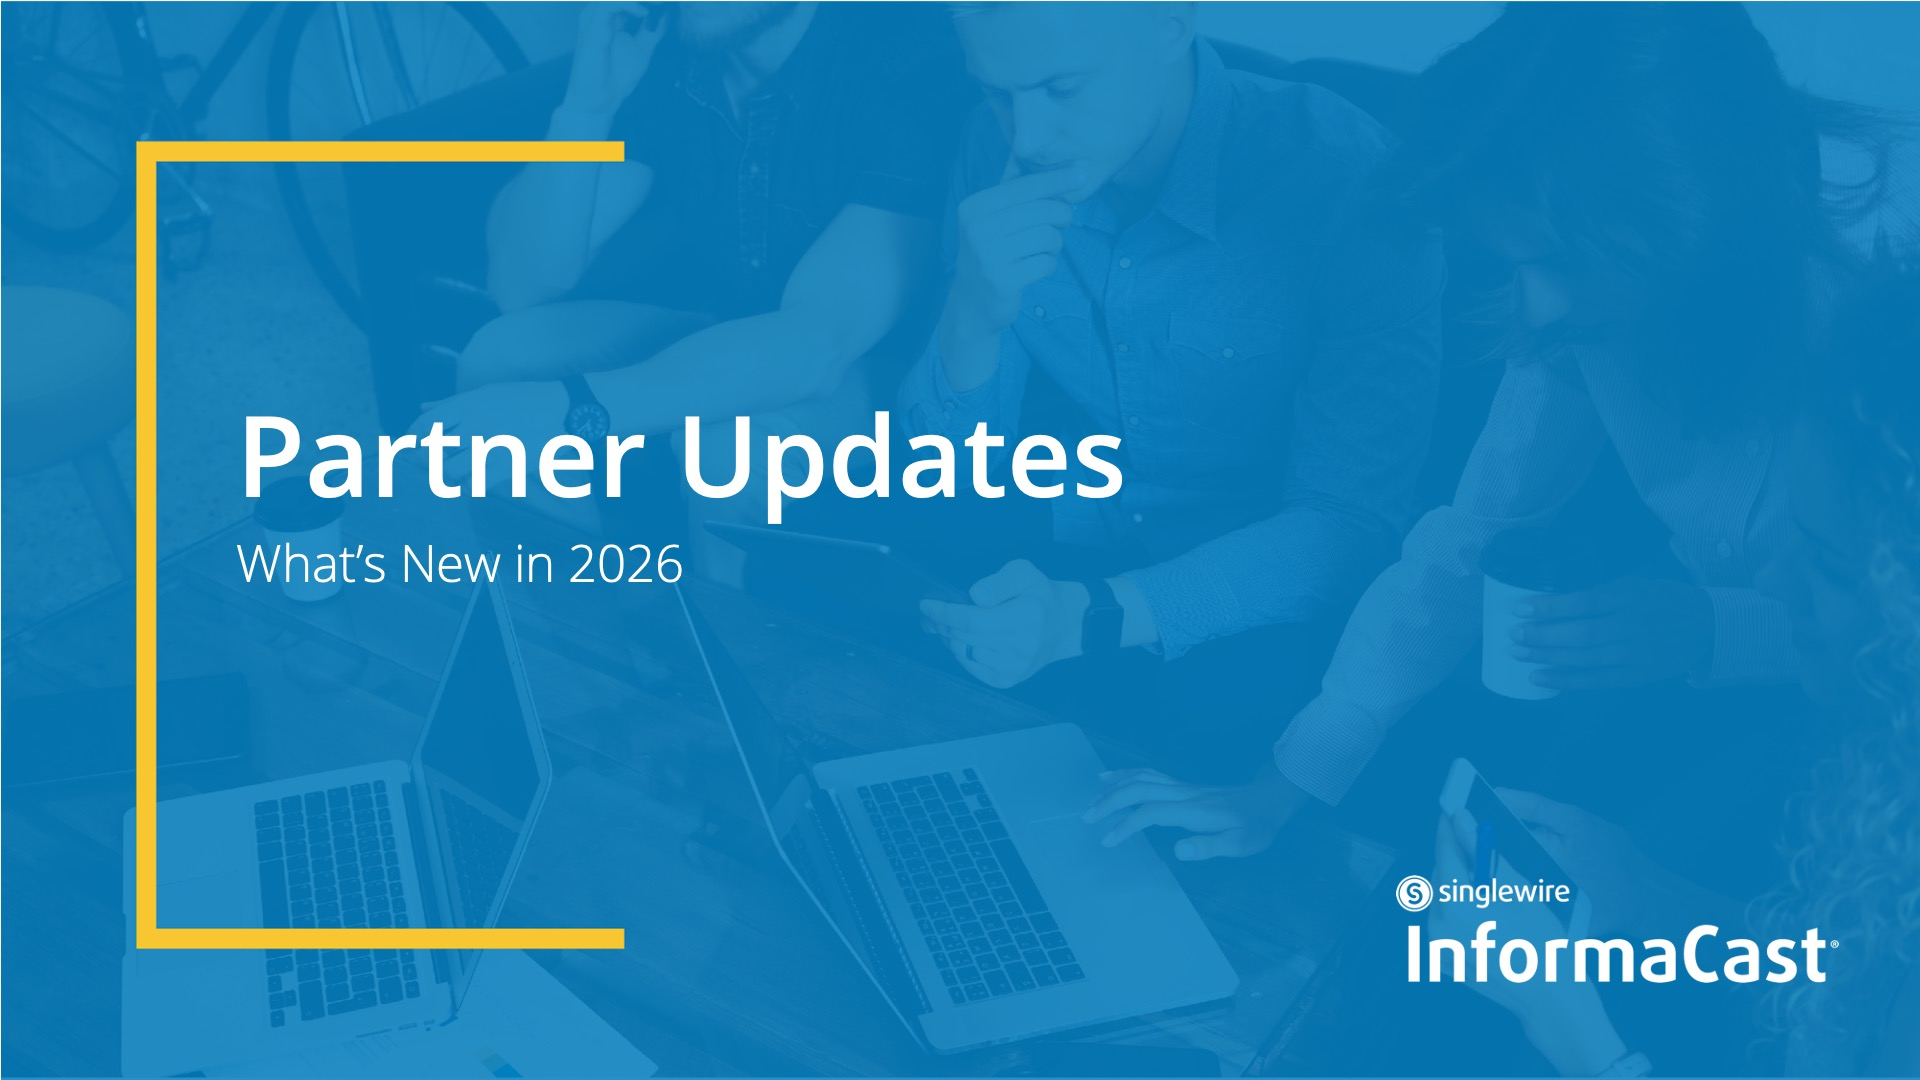 Partner Updates
What’s New in 2026
S singlewire
InformaCast®